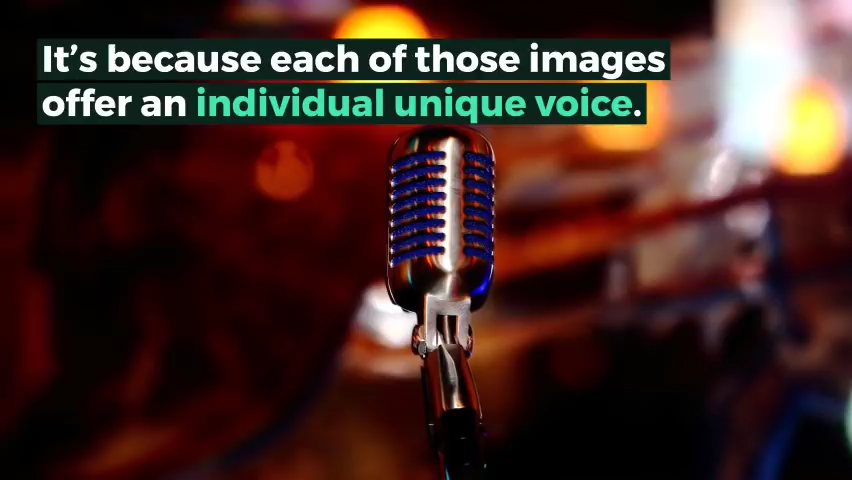 It’s because each of those images
offer an individual unique voice.